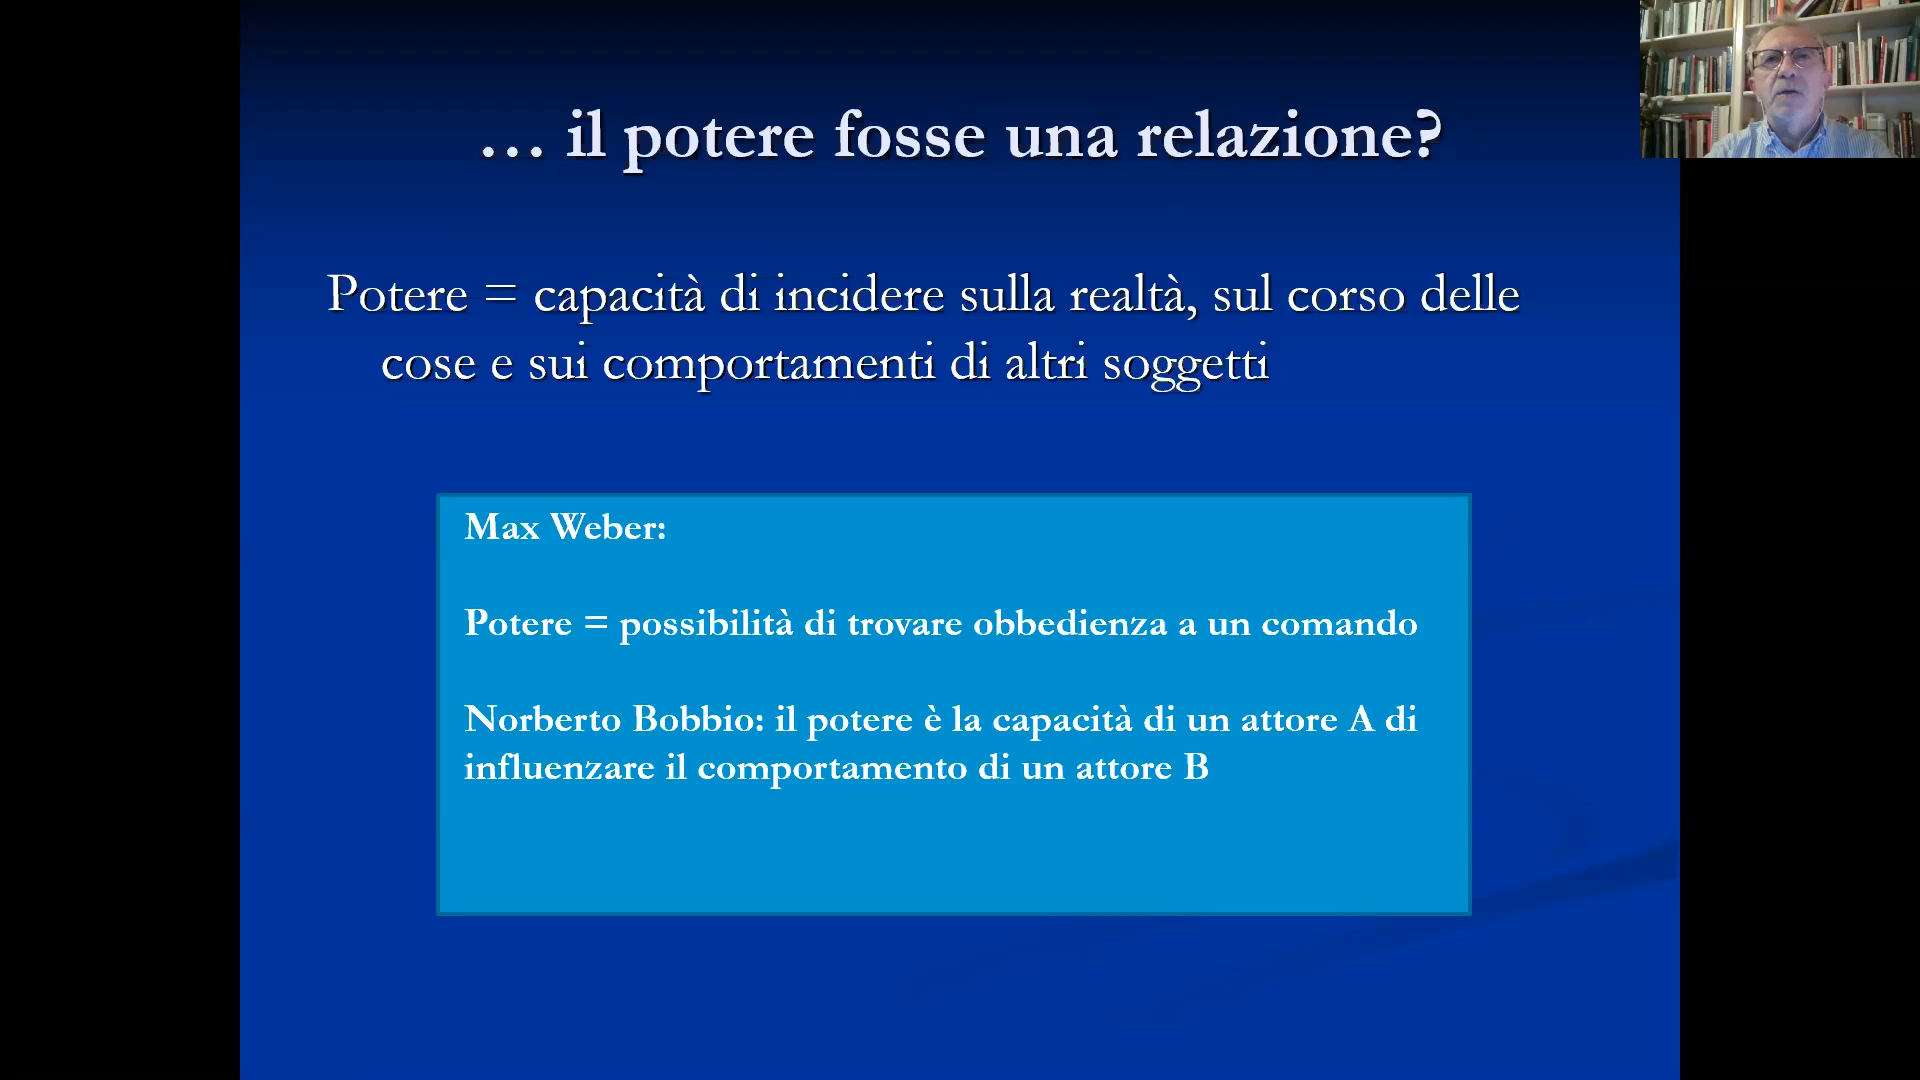 … il potere fosse una relazione?
Potere = capacità di incidere sulla realtà, sul corso delle
cose e sui comportamenti di altri soggetti
Max Weber:
Potere = possibilità di trovare obbedienza a un comando
Norberto Bobbio: il potere è la capacità di un attore A di
influenzare il comportamento di un attore B